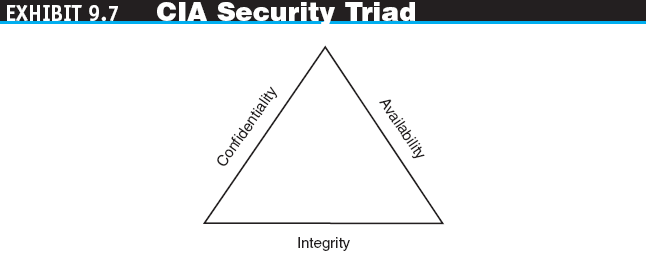 EXHIBIT 9.7 CIA Security Triad
Confidentiality
Availability
Integrity